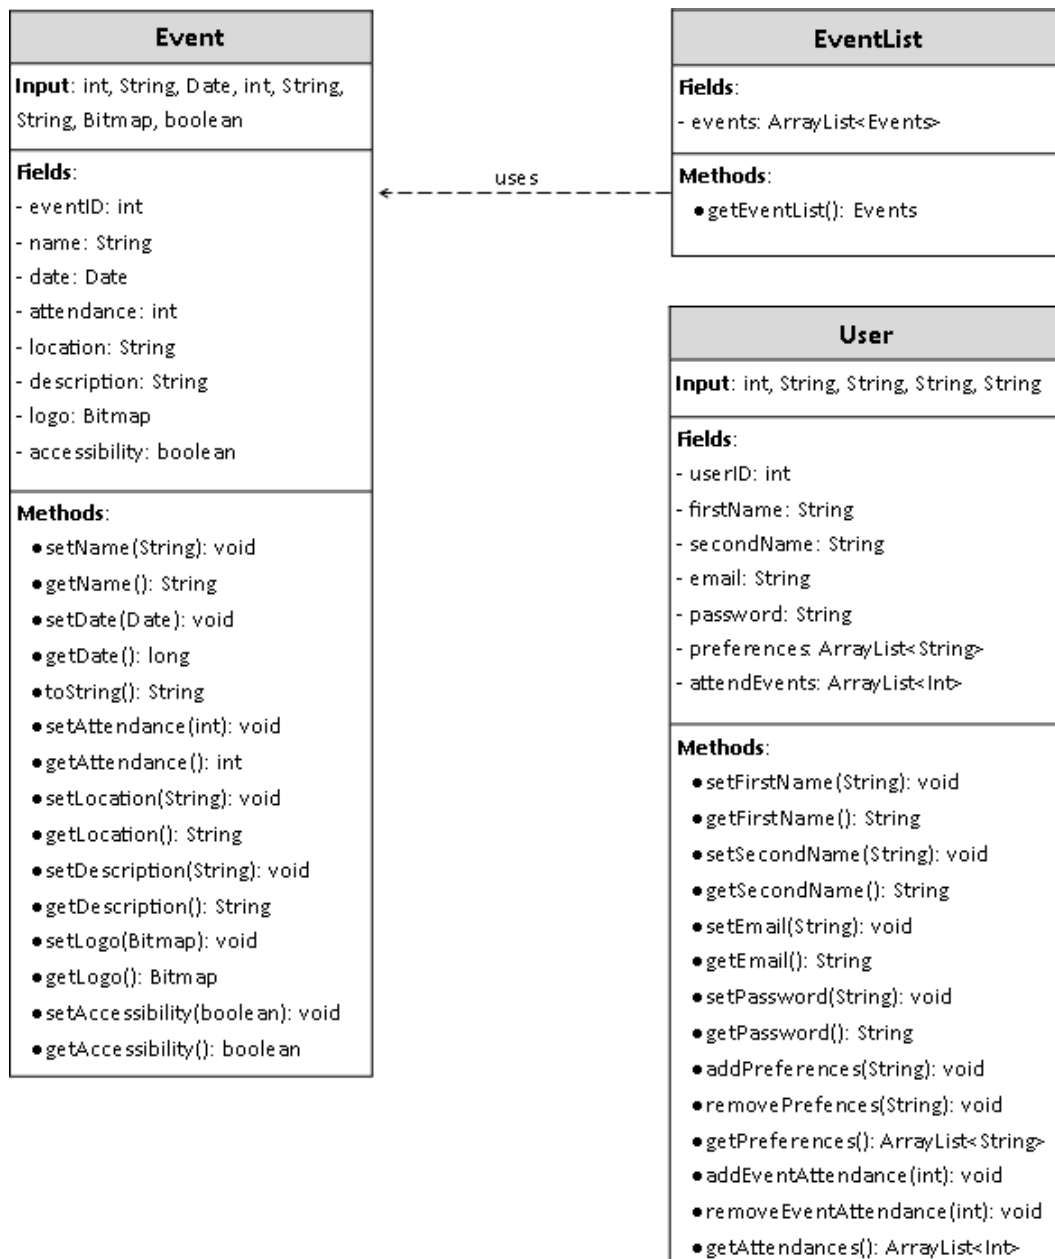 Event
Input: int, String, Date, int, String,
String, Bitmap, boolean
Fields:
- eventID: int
- name: String
- date: Date
- attendance: int
- location: String
- description: String
- logo: Bitmap
- accessibility: boolean
Methods:
● setName(String): void
● getName(): String
● setDate(Date): void
● getDate(): long
● toString(): String
● setAttendance(int): void
● getAttendance(): int
● setLocation(String): void
● getLocation(): String
● setDescription(String): void
● getDescription(): String
● setLogo(Bitmap): void
● getLogo(): Bitmap
● setAccessibility(boolean): void
● getAccessibility(): boolean
uses
EventList
Fields:
- events: ArrayList<Events>
Methods:
● getEventList(): Events
User
Input: int, String, String, String, String
Fields:
- userID: int
- firstName: String
- secondName: String
- email: String
- password: String
- preferences: ArrayList<String>
- attendEvents: ArrayList<Int>
Methods:
● setFirstName(String): void
● getFirstName(): String
● setSecondName(String): void
● getSecondName(): String
● setEmail(String): void
● getEmail(): String
● setPassword(String): void
● getPassword(): String
● addPreferences(String): void
● removePrefences(String): void
● getPreferences(): ArrayList<String>
● addEventAttendance(int): void
● removeEventAttendance(int): void
● getAttendances(): ArrayList<Int>